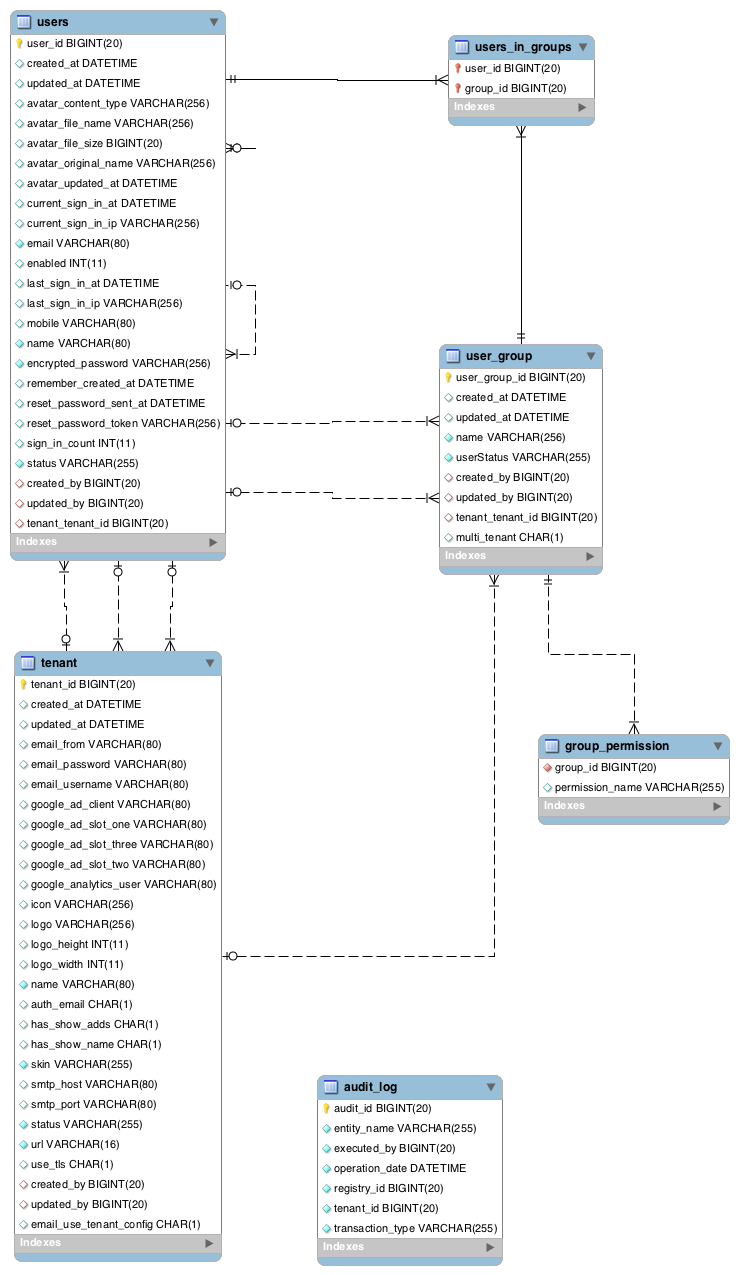 users
user_id BIGINT(20)
created_at DATETIME
updated_at DATETIME
avatar_content_type VARCHAR(256)
avatar_file_name VARCHAR(256)
avatar_file_size BIGINT(20)
avatar_original_name VARCHAR(256)
avatar_updated_at DATETIME
current_sign_in_at DATETIME
current_sign_in_ip VARCHAR(256)
email VARCHAR(80)
enabled INT(11)
last_sign_in_at DATETIME
last_sign_in_ip VARCHAR(256)
mobile VARCHAR(80)
name VARCHAR(80)
encrypted_password VARCHAR(256)
remember_created_at DATETIME
reset_password_sent_at DATETIME
reset_password_token VARCHAR(256)
sign_in_count INT(11)
status VARCHAR(255)
created_by BIGINT(20)
updated_by BIGINT(20)
tenant_tenant_id BIGINT(20)
Indexes
users_in_groups
user_id BIGINT(20)
group_id BIGINT(20)
Indexes
user_group
user_group_id BIGINT(20)
created_at DATETIME
updated_at DATETIME
name VARCHAR(256)
userStatus VARCHAR(255)
created_by BIGINT(20)
updated_by BIGINT(20)
tenant_tenant_id BIGINT(20)
multi_tenant CHAR(1)
Indexes
tenant
tenant_id BIGINT(20)
created_at DATETIME
updated_at DATETIME
email_from VARCHAR(80)
email_password VARCHAR(80)
email_username VARCHAR(80)
google_ad_client VARCHAR(80)
google_ad_slot_one VARCHAR(80)
google_ad_slot_three VARCHAR(80)
google_ad_slot_two VARCHAR(80)
google_analytics_user VARCHAR(80)
icon VARCHAR(256)
logo VARCHAR(256)
logo_height INT(11)
logo_width INT(11)
name VARCHAR(80)
auth_email CHAR(1)
has_show_adds CHAR(1)
has_show_name CHAR(1)
skin VARCHAR(255)
smtp_host VARCHAR(80)
smtp_port VARCHAR(80)
status VARCHAR(255)
url VARCHAR(16)
use_tls CHAR(1)
created_by BIGINT(20)
updated_by BIGINT(20)
email_use_tenant_config CHAR(1)
Indexes
group_permission
group_id BIGINT(20)
permission_name VARCHAR(255)
Indexes
audit_log
audit_id BIGINT(20)
entity_name VARCHAR(255)
executed_by BIGINT(20)
operation_date DATETIME
registry_id BIGINT(20)
tenant_id BIGINT(20)
transaction_type VARCHAR(255)
Indexes